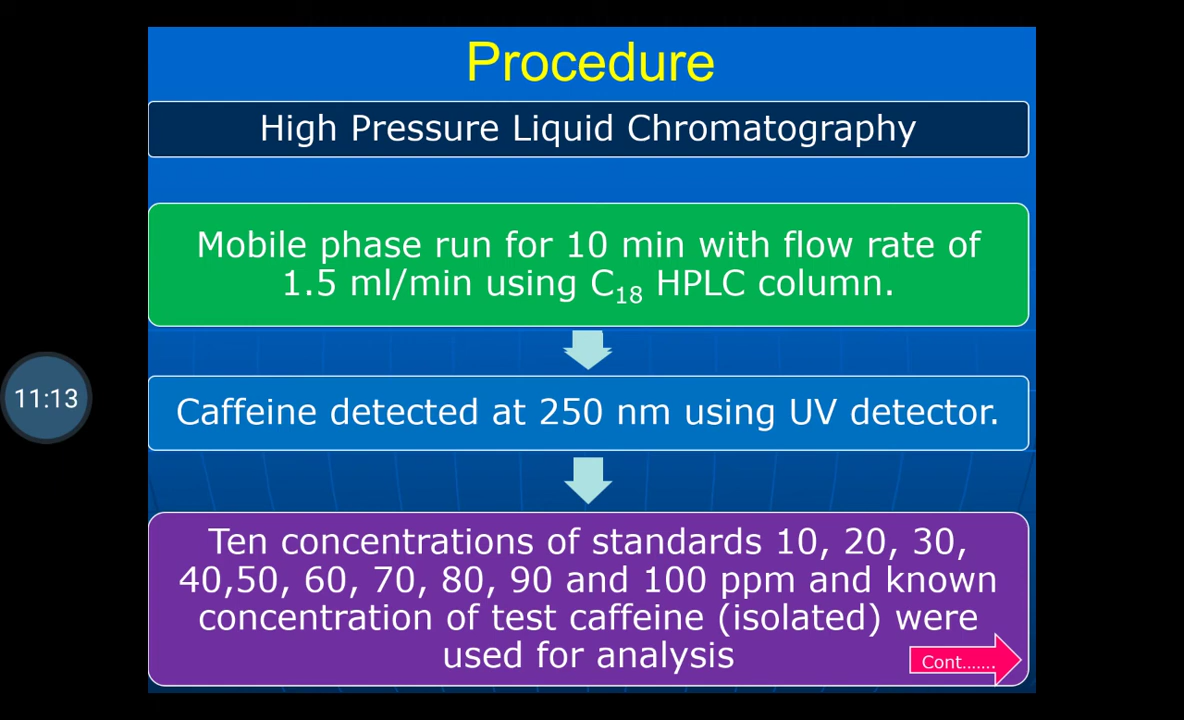 Procedure
High Pressure Liquid Chromatography
Mobile phase run for 10 min with flow rate of
1.5 ml/min using C₁₈ HPLC column.
11:13
Caffeine detected at 250 nm using UV detector.
Ten concentrations of standards 10, 20, 30,
40,50, 60, 70, 80, 90 and 100 ppm and known
concentration of test caffeine (isolated) were
used for analysis
Cont.......